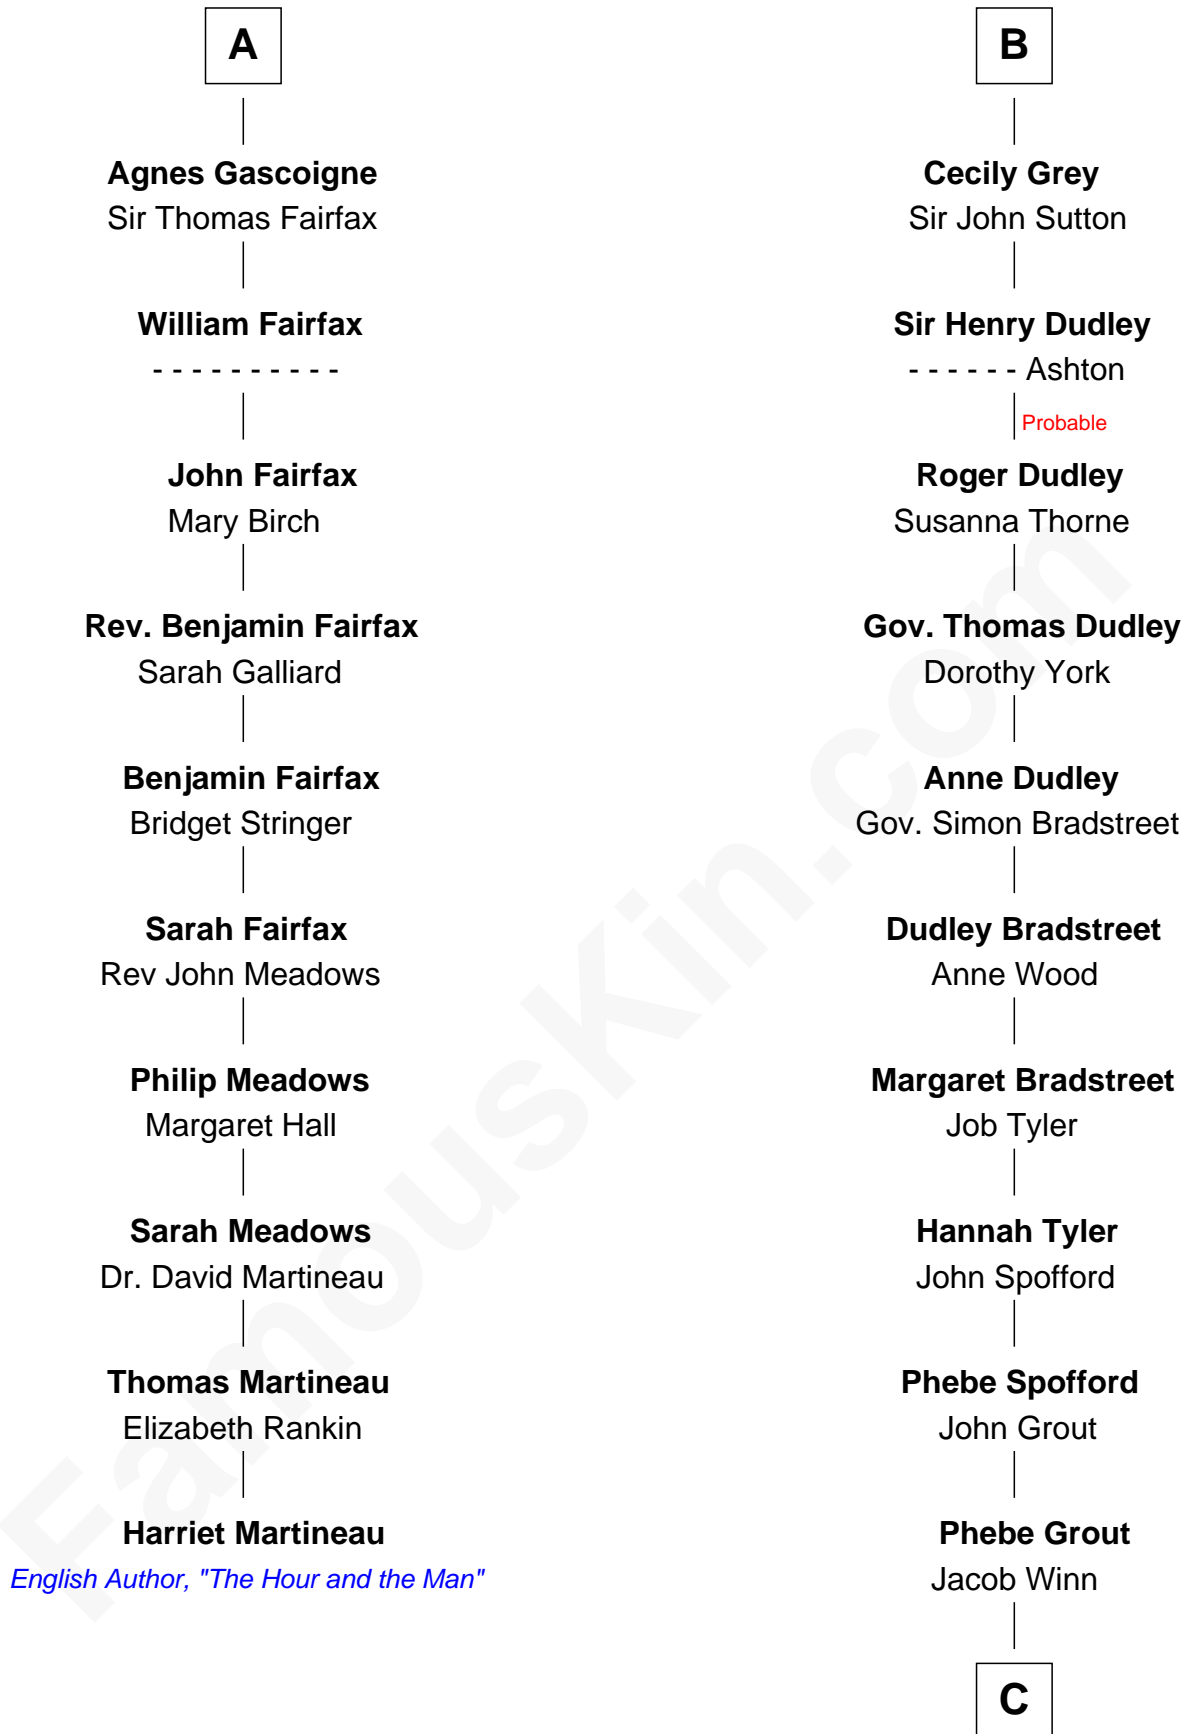 A
Agnes Gascoigne
Sir Thomas Fairfax
William Fairfax
- - - - - - - - - -
John Fairfax
Mary Birch
Rev. Benjamin Fairfax
Sarah Galliard
Benjamin Fairfax
Bridget Stringer
Sarah Fairfax
Rev John Meadows
Philip Meadows
Margaret Hall
Sarah Meadows
Dr. David Martineau
Thomas Martineau
Elizabeth Rankin
Harriet Martineau
English Author, "The Hour and the Man"
B
Cecily Grey
Sir John Sutton
Sir Henry Dudley
- - - - - - Ashton
Probable
Roger Dudley
Susanna Thorne
Gov. Thomas Dudley
Dorothy York
Anne Dudley
Gov. Simon Bradstreet
Dudley Bradstreet
Anne Wood
Margaret Bradstreet
Job Tyler
Hannah Tyler
John Spofford
Phebe Spofford
John Grout
Phebe Grout
Jacob Winn
C
FamousKin.com